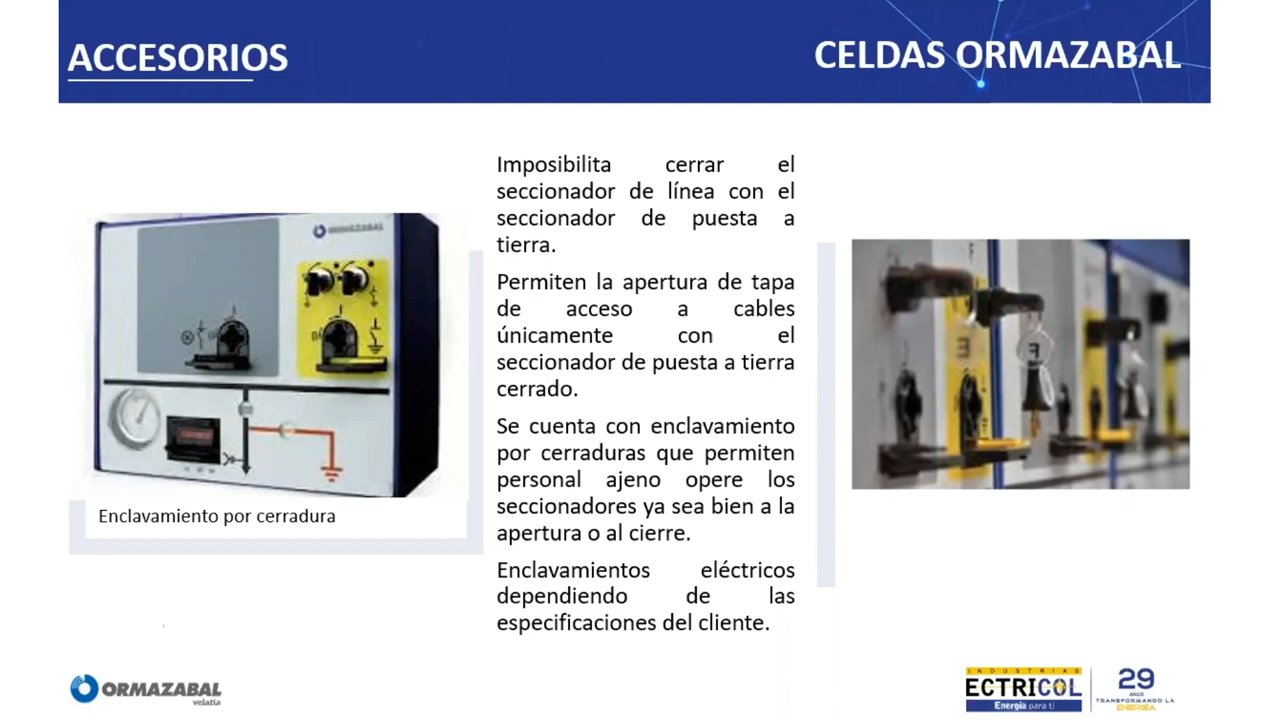 ACCESORIOS
CELDAS ORMAZABAL
ORMAZABAL
Imposibilita cerrar el
seccionador de línea con el
seccionador de puesta a
tierra.
Permiten la apertura de tapa
de acceso a cables
únicamente con el
seccionador de puesta a tierra
cerrado.
Se cuenta con enclavamiento
por cerraduras que permiten
personal ajeno opere los
seccionadores ya sea bien a la
apertura o al cierre.
Enclavamientos eléctricos
dependiendo de las
especificaciones del cliente.
Enclavamiento por cerradura
ORMAZABAL
velatia
INDUSTRIAS
ECTRICOL
Energía para ti
29
AÑOS
TRANSFORMANDO LA
ENERGÍA